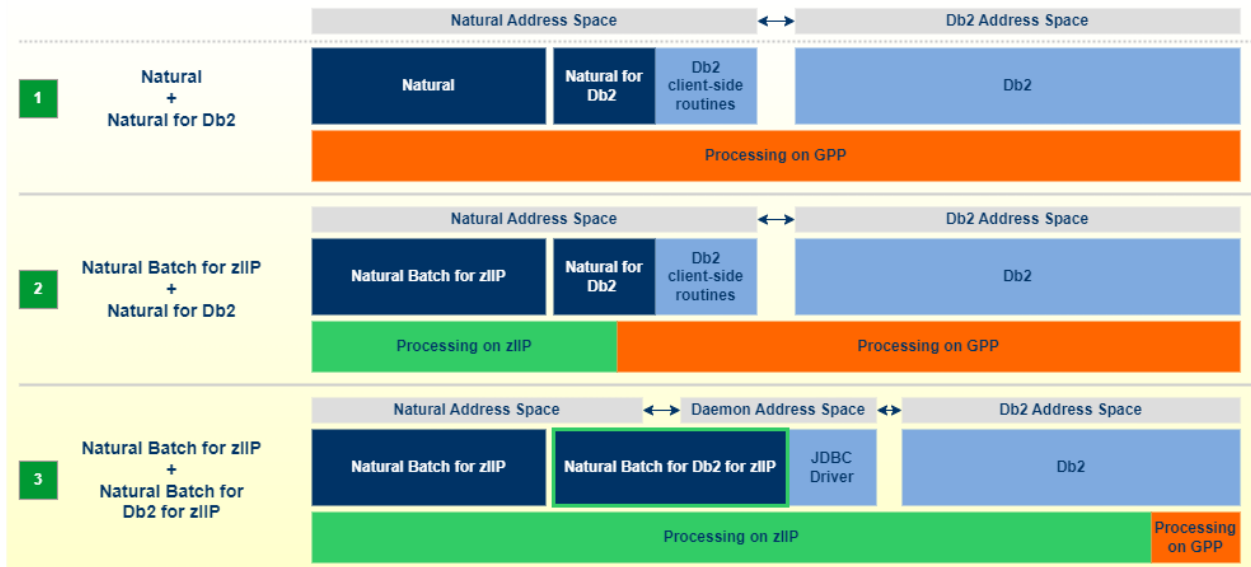 Natural Address Space
Db2 Address Space
1
Natural
+
Natural for Db2
Natural
Natural for
Db2
Db2
client-side
routines
Db2
Processing on GPP
Natural Address Space
Db2 Address Space
2
Natural Batch for zIIP
+
Natural for Db2
Natural Batch for zIIP
Natural for
Db2
Db2
client-side
routines
Db2
Processing on zIIP
Processing on GPP
Natural Address Space
Daemon Address Space
Db2 Address Space
3
Natural Batch for zIIP
+
Natural Batch for
Db2 for zIIP
Natural Batch for zIIP
Natural Batch for Db2 for zIIP
JDBC
Driver
Db2
Processing on zIIP
Processing
on GPP